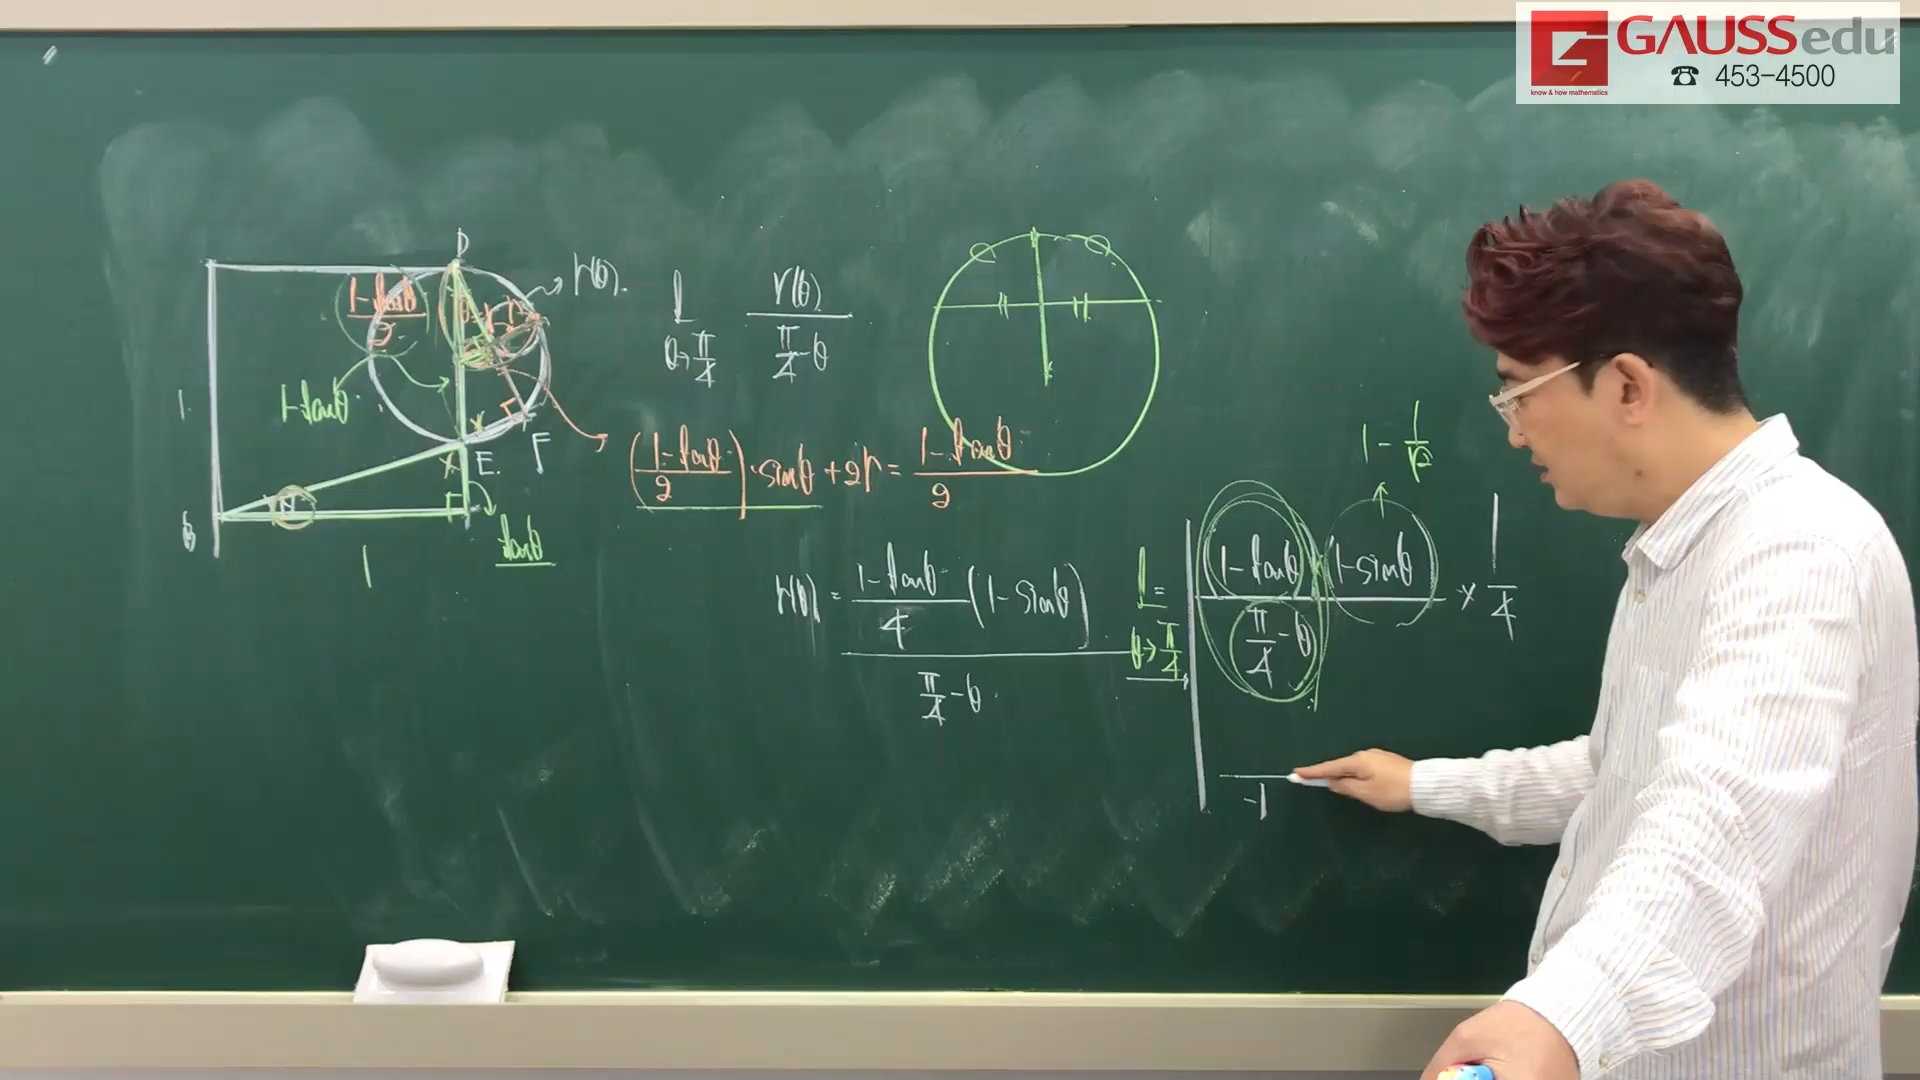 GAUSSedu
know & how mathematics
☎ 453-4500
D
r(θ).
1-tanθ
2
1-tanθ
1
B
E.
F
1
tanθ
L θ→π/4 r(θ) / (π/4 - θ)
((1-tanθ)/2)·sinθ + 2r = (1-tanθ)/2
r(θ) = (1-tanθ)/4 (1-sinθ)
π/4 - θ
1 - 1/√2
L = θ→π/4 (1-tanθ)(1-sinθ) / (π/4 - θ) × 1/4
-1